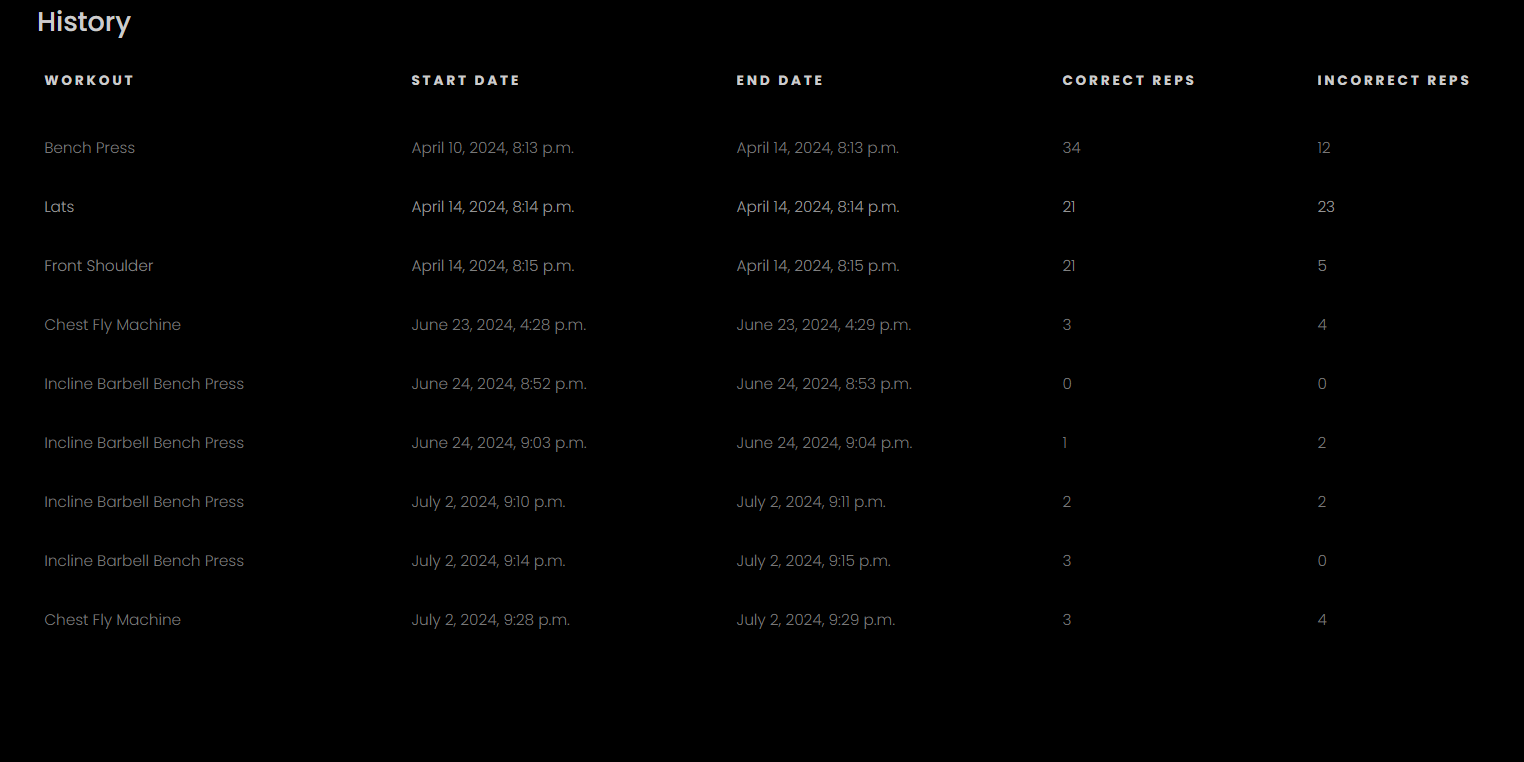 History
WORKOUT START DATE END DATE CORRECT REPS INCORRECT REPS
Bench Press April 10, 2024, 8:13 p.m. April 14, 2024, 8:13 p.m. 34 12
Lats April 14, 2024, 8:14 p.m. April 14, 2024, 8:14 p.m. 21 23
Front Shoulder April 14, 2024, 8:15 p.m. April 14, 2024, 8:15 p.m. 21 5
Chest Fly Machine June 23, 2024, 4:28 p.m. June 23, 2024, 4:29 p.m. 3 4
Incline Barbell Bench Press June 24, 2024, 8:52 p.m. June 24, 2024, 8:53 p.m. 0 0
Incline Barbell Bench Press June 24, 2024, 9:03 p.m. June 24, 2024, 9:04 p.m. 1 2
Incline Barbell Bench Press July 2, 2024, 9:10 p.m. July 2, 2024, 9:11 p.m. 2 2
Incline Barbell Bench Press July 2, 2024, 9:14 p.m. July 2, 2024, 9:15 p.m. 3 0
Chest Fly Machine July 2, 2024, 9:28 p.m. July 2, 2024, 9:29 p.m. 3 4